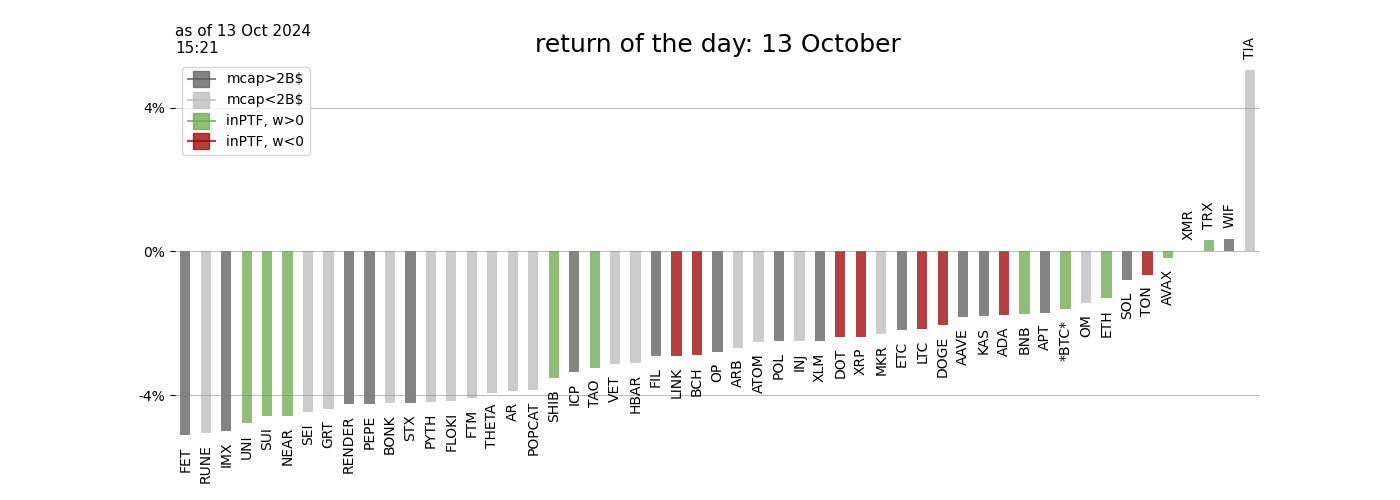 as of 13 Oct 2024
15:21
return of the day: 13 October
mcap>2B$
mcap<2B$
inPTF, w>0
inPTF, w<0
4%
0%
-4%
FET
RUNE
IMX
UNI
SUI
NEAR
SEI
GRT
RENDER
PEPE
BONK
STX
PYTH
FLOKI
FTM
THETA
AR
POPCAT
SHIB
ICP
TAO
VET
HBAR
FIL
LINK
BCH
OP
ARB
ATOM
POL
INJ
XLM
DOT
XRP
MKR
ETC
LTC
DOGE
AAVE
KAS
ADA
BNB
APT
*BTC*
OM
ETH
SOL
TON
AVAX
XMR
TRX
WIF
TIA